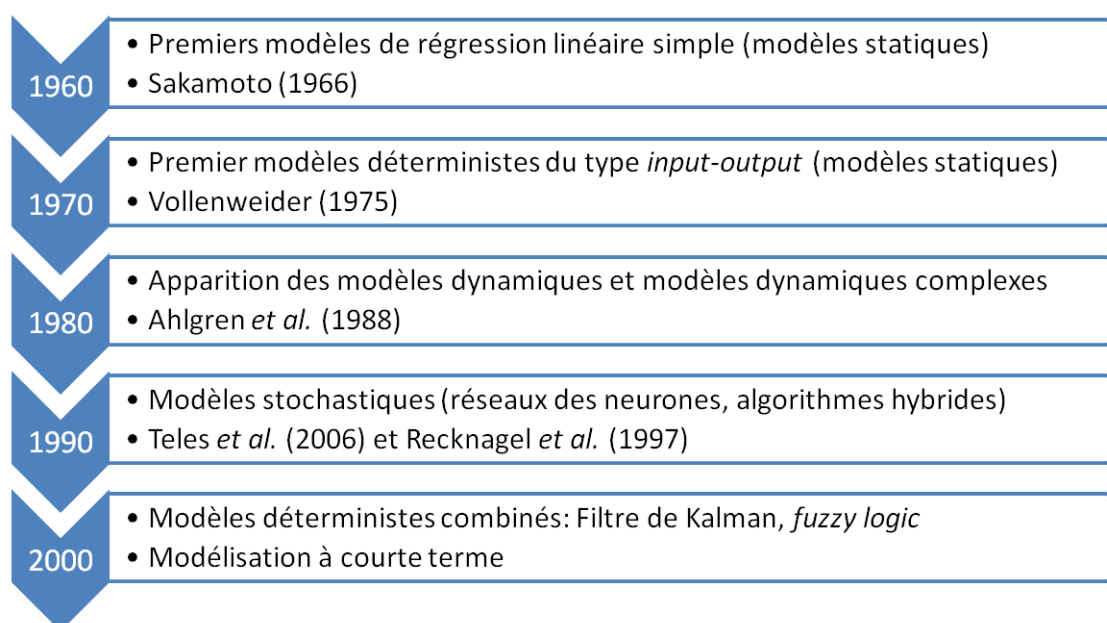 1960
• Premiers modèles de régression linéaire simple (modèles statiques)
• Sakamoto (1966)
1970
• Premier modèles déterministes du type input-output (modèles statiques)
• Vollenweider (1975)
1980
• Apparition des modèles dynamiques et modèles dynamiques complexes
• Ahlgren et al. (1988)
1990
• Modèles stochastiques (réseaux des neurones, algorithmes hybrides)
• Teles et al. (2006) et Recknagel et al. (1997)
2000
• Modèles déterministes combinés: Filtre de Kalman, fuzzy logic
• Modélisation à courte terme